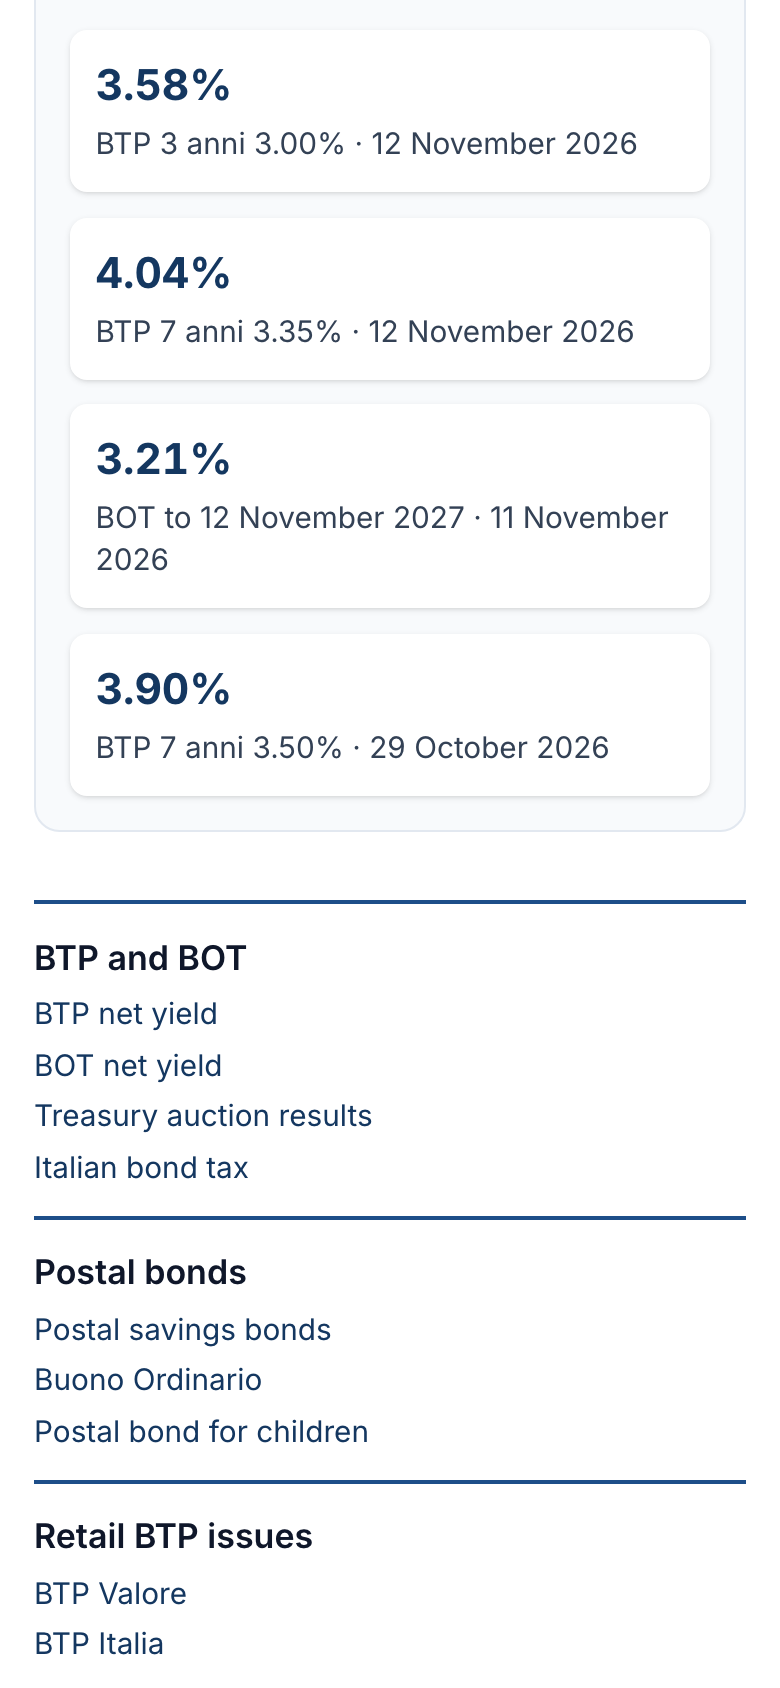 3.58%
BTP 3 anni 3.00% · 12 November 2026
4.04%
BTP 7 anni 3.35% · 12 November 2026
3.21%
BOT to 12 November 2027 · 11 November
2026
3.90%
BTP 7 anni 3.50% · 29 October 2026
BTP and BOT
BTP net yield
BOT net yield
Treasury auction results
Italian bond tax
Postal bonds
Postal savings bonds
Buono Ordinario
Postal bond for children
Retail BTP issues
BTP Valore
BTP Italia